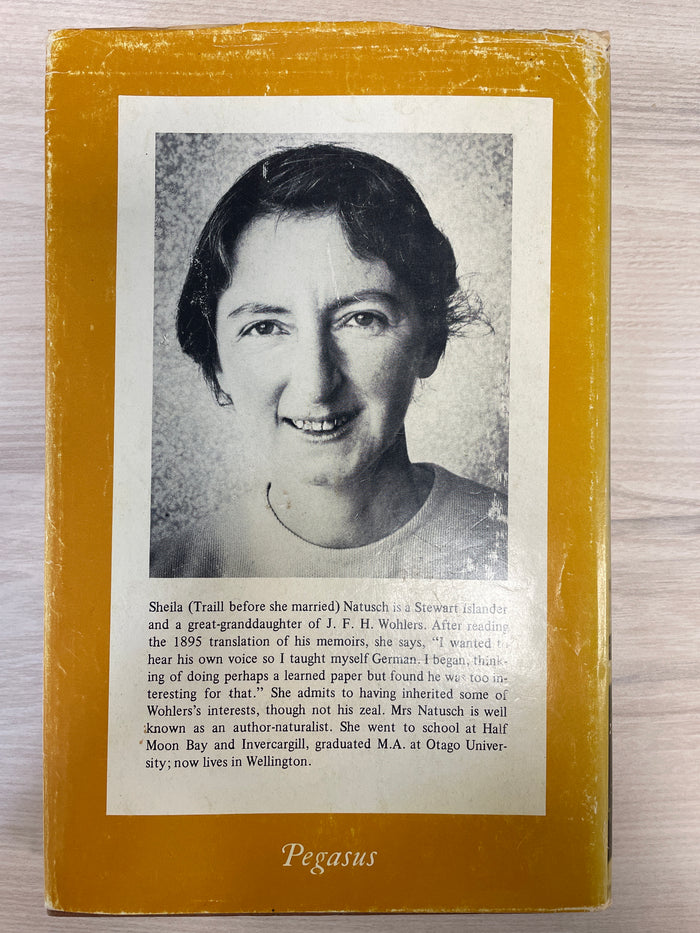 Sheila (Traill before she married) Natusch is a Stewart Islander
and a great-granddaughter of J. F. H. Wohlers. After reading
the 1895 translation of his memoirs, she says, "I wanted to
hear his own voice so I taught myself German. I began, think-
ing of doing perhaps a learned paper but found he was too in-
teresting for that." She admits to having inherited some of
Wohlers's interests, though not his zeal. Mrs Natusch is well
known as an author-naturalist. She went to school at Half
Moon Bay and Invercargill, graduated M.A. at Otago Univer-
sity; now lives in Wellington.
Pegasus